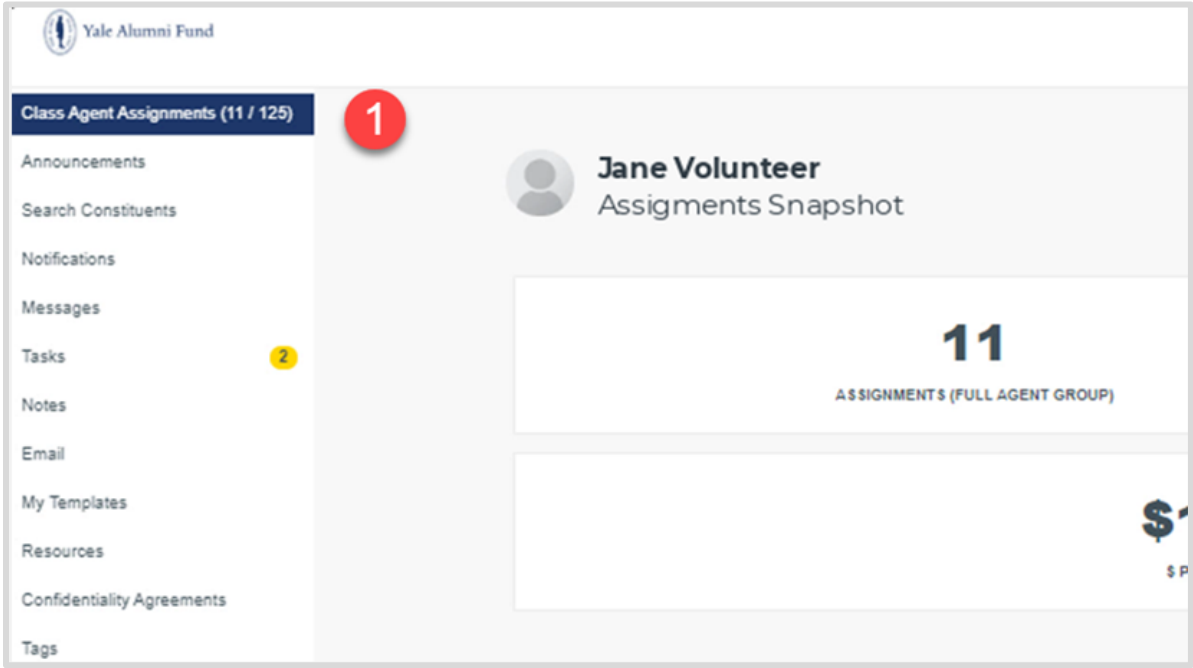 Yale Alumni Fund
Class Agent Assignments (11 / 125)
1
Announcements
Search Constituents
Notifications
Messages
Tasks
2
Notes
Email
My Templates
Resources
Confidentiality Agreements
Tags
Jane Volunteer
Assigments Snapshot
11
ASSIGNMENTS (FULL AGENT GROUP)
$1
$ P